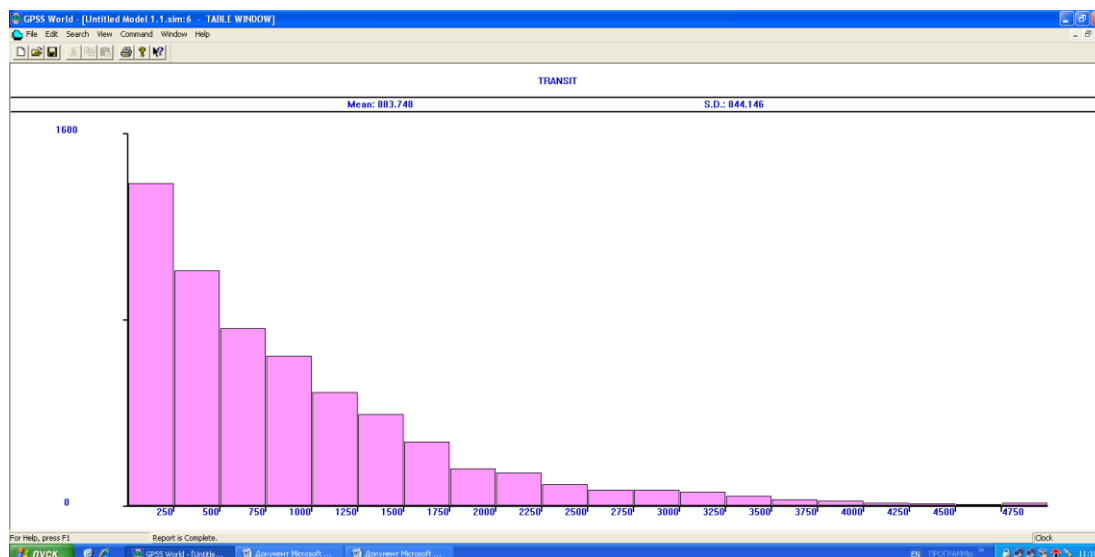 GPSS World - [Untitled Model 1.1.sim:6 - TABLE WINDOW]
File Edit Search View Command Window Help
TRANSIT
Mean: 883.748 S.D.: 844.146
1600
0
250 500 750 1000 1250 1500 1750 2000 2250 2500 2750 3000 3250 3500 3750 4000 4250 4500 4750
For Help, press F1 Report is Complete. Clock
пуск GPSS World - [Untitle... Документ Microsoft ... Документ Microsoft ... EN ПРОГРАММЫ »